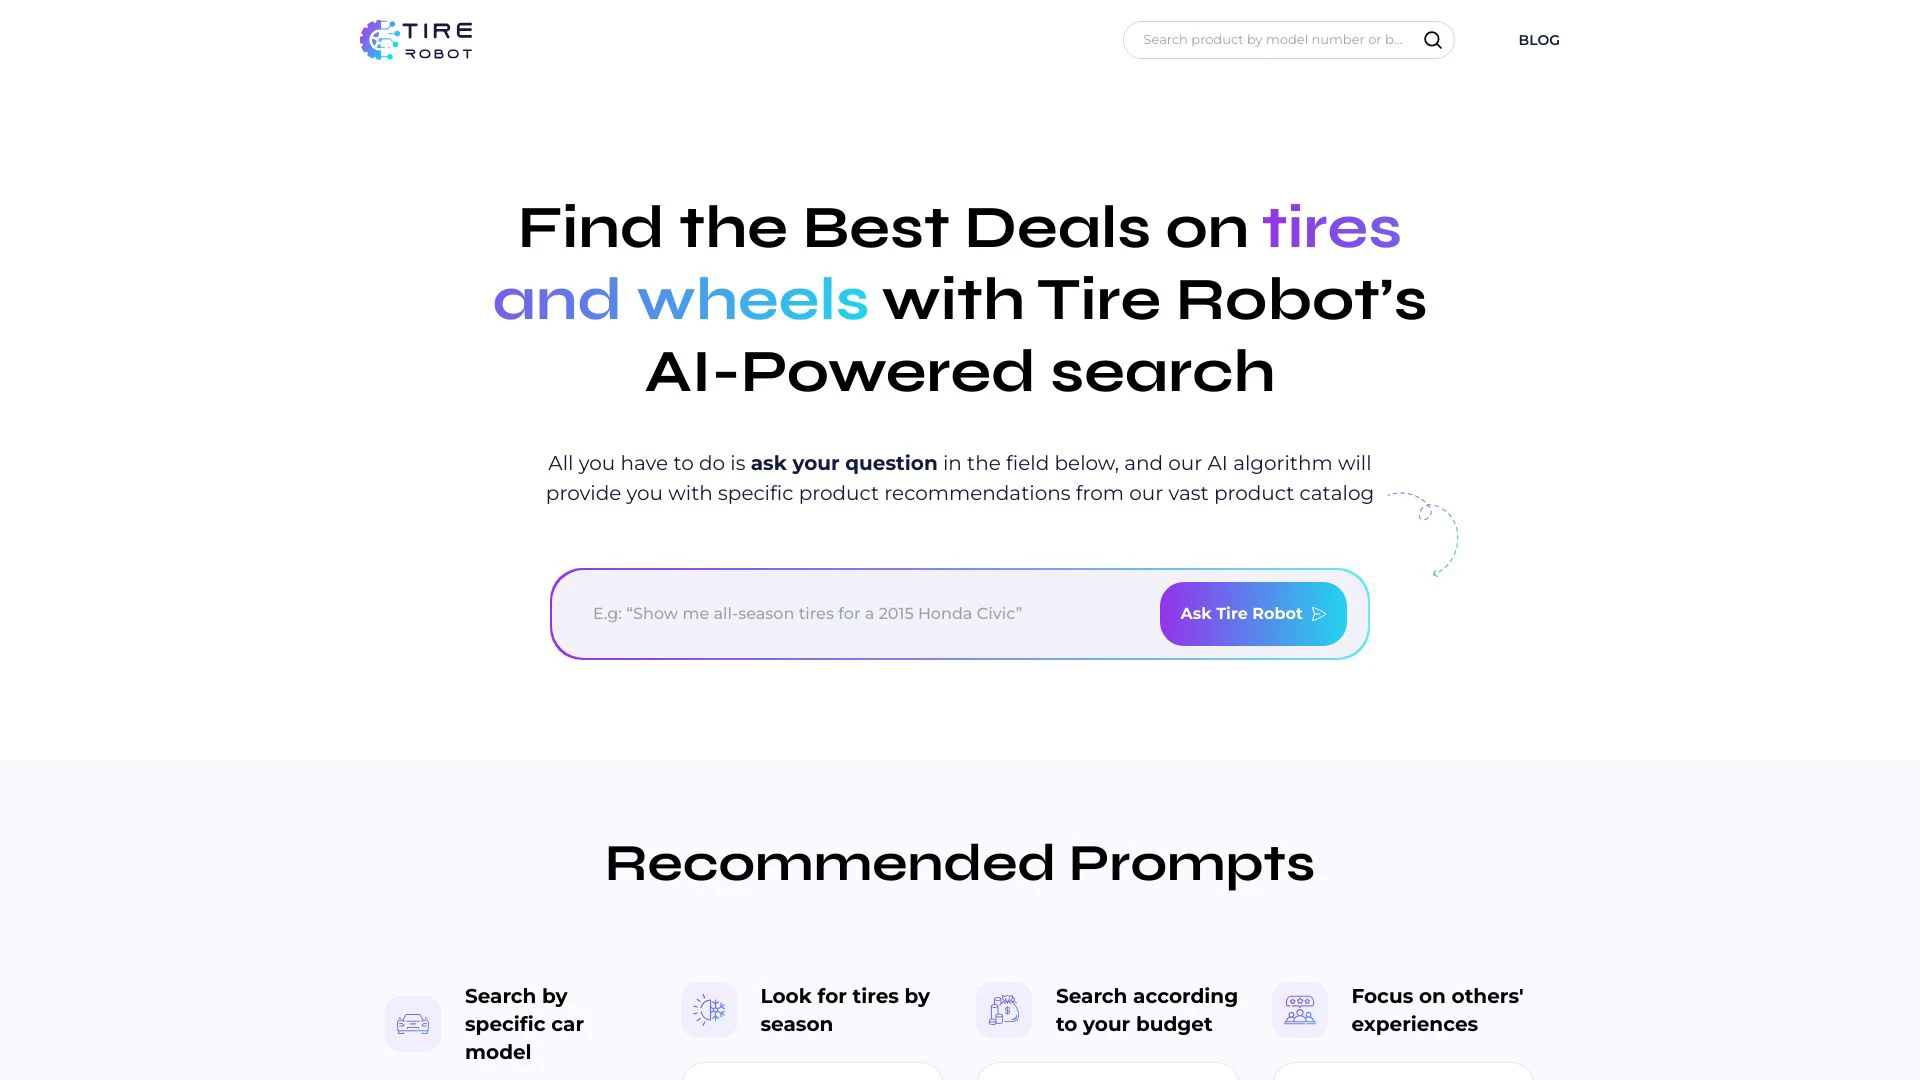 TIRE
ROBOT
Search product by model number or b...
BLOG
Find the Best Deals on tires
and wheels with Tire Robot’s
AI-Powered search
All you have to do is ask your question in the field below, and our AI algorithm will
provide you with specific product recommendations from our vast product catalog
E.g: “Show me all-season tires for a 2015 Honda Civic”
Ask Tire Robot
Recommended Prompts
Search by
specific car
model
Look for tires by
season
Search according
to your budget
Focus on others'
experiences